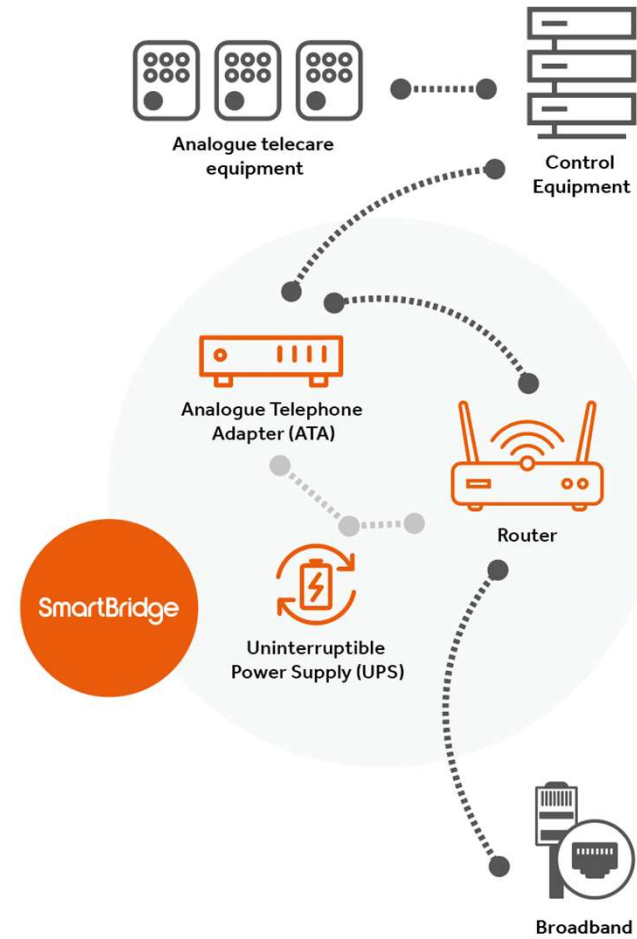 Analogue telecare
equipment
Control
Equipment
Analogue Telephone
Adapter (ATA)
Router
SmartBridge
Uninterruptible
Power Supply (UPS)
Broadband